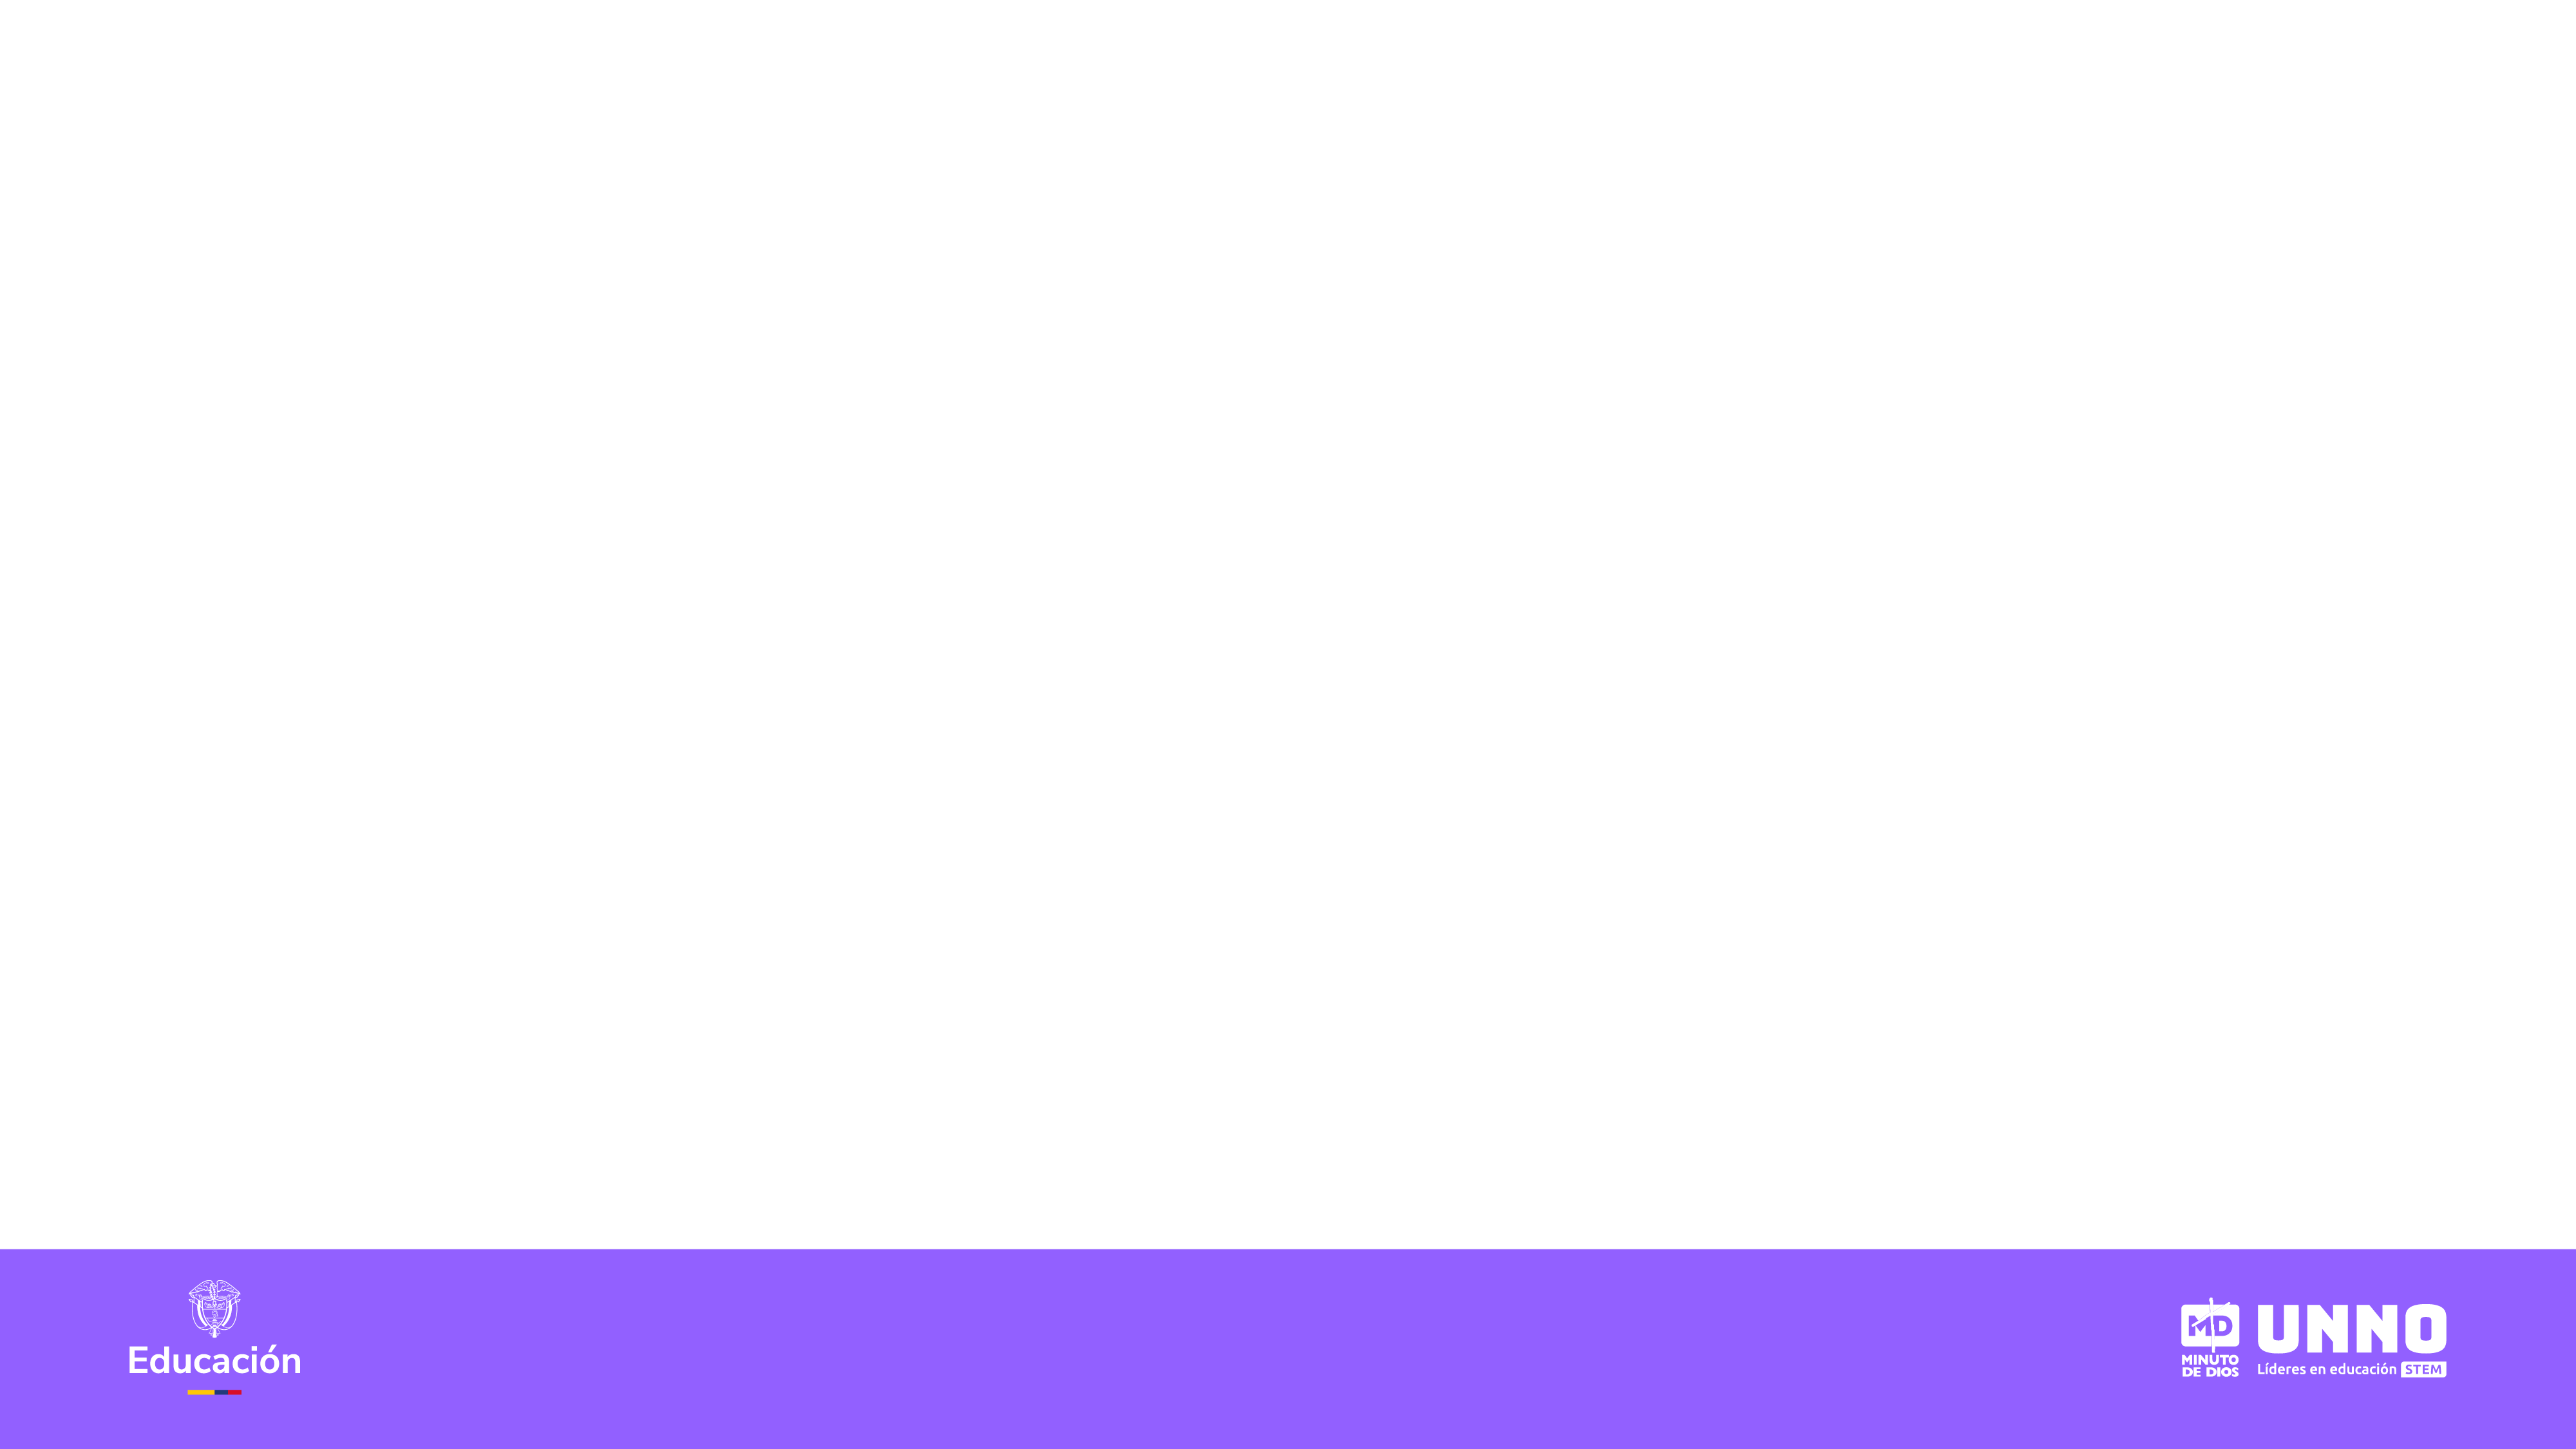 Educación
MD
MINUTO
DE DIOS
UNNO
Líderes en educación STEM